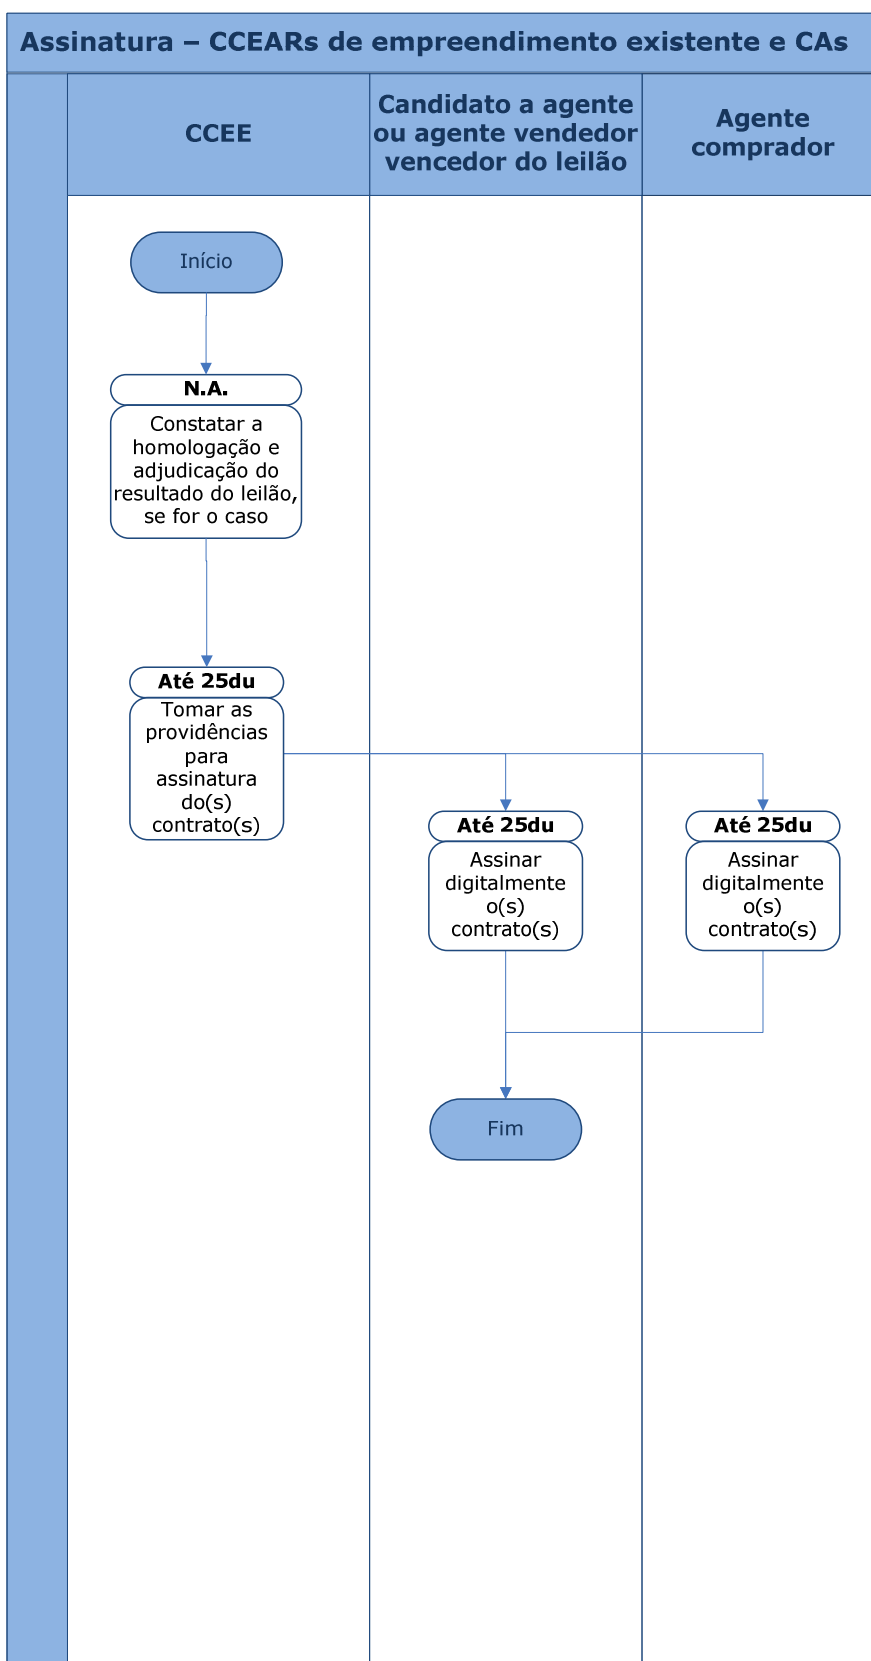 Assinatura – CCEARs de empreendimento existente e CAs
CCEE
Candidato a agente
ou agente vendedor
vencedor do leilão
Agente
comprador
Início
N.A.
Constatar a
homologação e
adjudicação do
resultado do leilão,
se for o caso
Até 25du
Tomar as
providências
para
assinatura
do(s)
contrato(s)
Até 25du
Assinar
digitalmente
o(s)
contrato(s)
Até 25du
Assinar
digitalmente
o(s)
contrato(s)
Fim